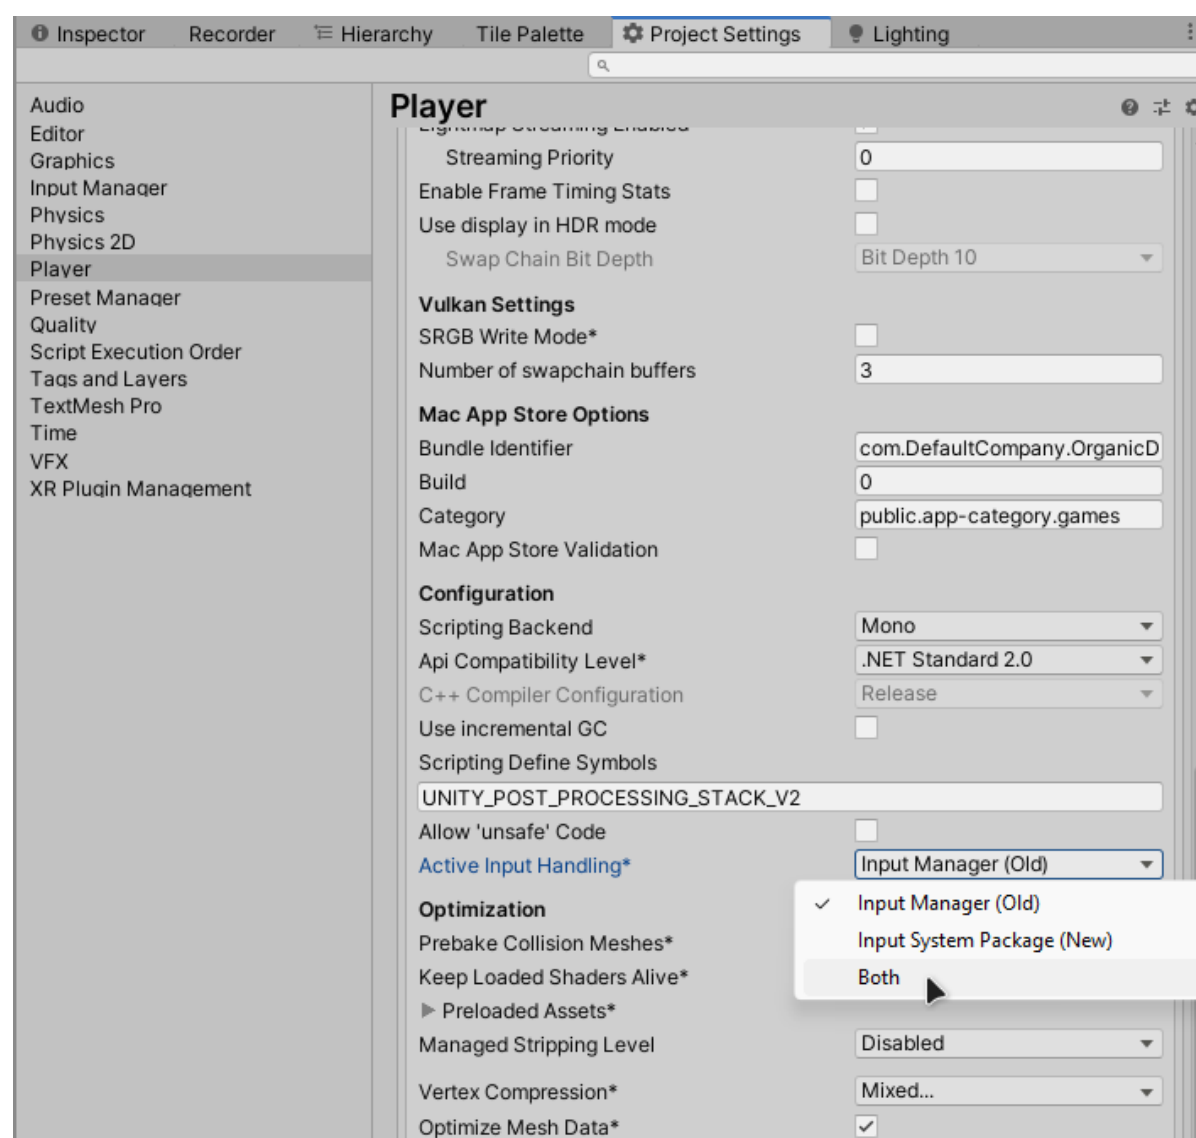 Inspector Recorder Hierarchy Tile Palette Project Settings Lighting
Audio
Editor
Graphics
Input Manager
Physics
Physics 2D
Player
Preset Manager
Quality
Script Execution Order
Tags and Layers
TextMesh Pro
Time
VFX
XR Plugin Management
Player
Lightmap Streaming Enabled
Streaming Priority 0
Enable Frame Timing Stats
Use display in HDR mode
Swap Chain Bit Depth Bit Depth 10
Vulkan Settings
SRGB Write Mode*
Number of swapchain buffers 3
Mac App Store Options
Bundle Identifier com.DefaultCompany.OrganicD
Build 0
Category public.app-category.games
Mac App Store Validation
Configuration
Scripting Backend Mono
Api Compatibility Level* .NET Standard 2.0
C++ Compiler Configuration Release
Use incremental GC
Scripting Define Symbols
UNITY_POST_PROCESSING_STACK_V2
Allow 'unsafe' Code
Active Input Handling* Input Manager (Old)
Input Manager (Old)
Input System Package (New)
Both
Optimization
Prebake Collision Meshes*
Keep Loaded Shaders Alive*
Preloaded Assets*
Managed Stripping Level Disabled
Vertex Compression* Mixed...
Optimize Mesh Data*